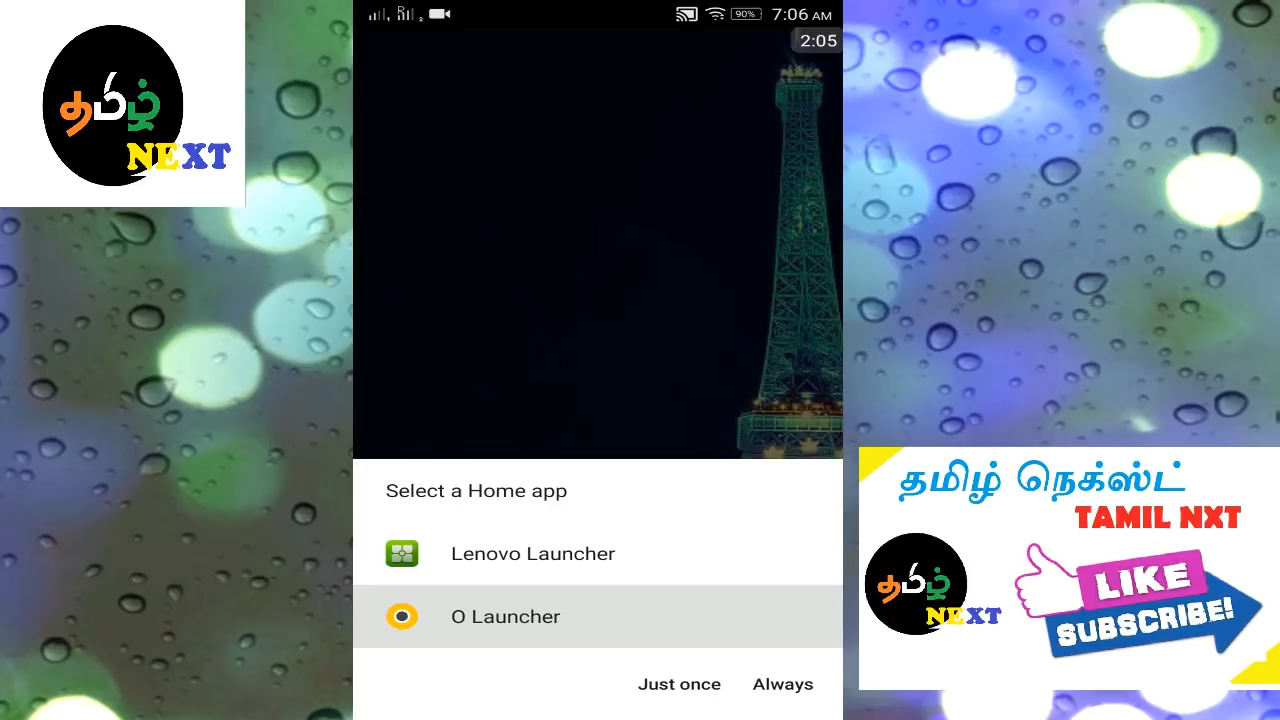 தமிழ்
NEXT
90% 7:06 AM
2:05
Select a Home app
Lenovo Launcher
O Launcher
Just once Always
தமிழ் நெக்ஸ்ட்
TAMIL NXT
தமிழ்
NEXT
LIKE
SUBSCRIBE!